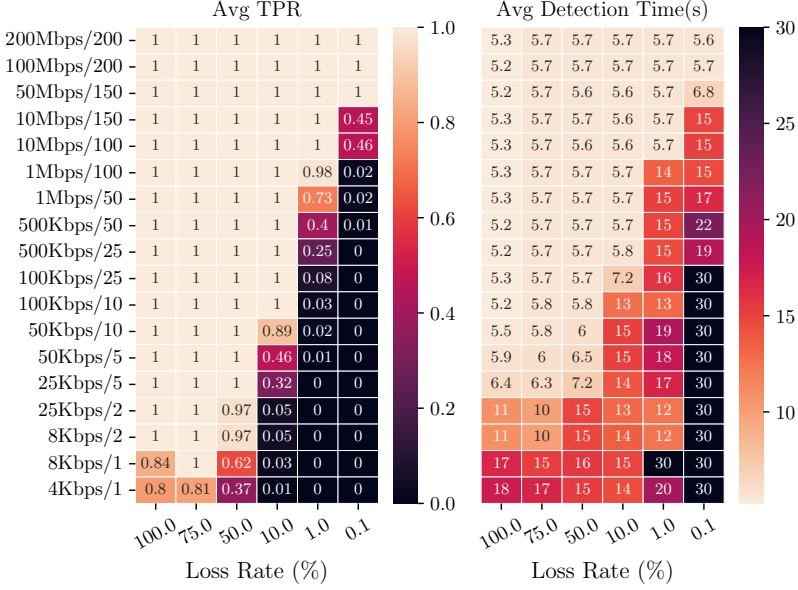 Avg TPR
Avg Detection Time(s)
200Mbps/200 1 1 1 1 1 1 5.3 5.7 5.7 5.7 5.7 5.6
100Mbps/200 1 1 1 1 1 1 5.2 5.7 5.7 5.7 5.7 5.7
50Mbps/150 1 1 1 1 1 1 5.2 5.7 5.6 5.6 5.7 6.8
10Mbps/150 1 1 1 1 1 0.45 5.3 5.7 5.6 5.7 5.7 15
10Mbps/100 1 1 1 1 1 0.46 5.3 5.7 5.7 5.6 5.7 15
1Mbps/100 1 1 1 1 0.98 0.02 5.3 5.7 5.7 5.7 14 15
1Mbps/50 1 1 1 1 0.73 0.02 5.3 5.7 5.7 5.7 15 17
500Kbps/50 1 1 1 1 0.4 0.01 5.2 5.7 5.7 5.7 15 22
500Kbps/25 1 1 1 1 0.25 0 5.2 5.7 5.7 5.8 15 19
100Kbps/25 1 1 1 1 0.08 0 5.3 5.7 5.7 7.2 16 30
100Kbps/10 1 1 1 1 0.03 0 5.2 5.8 5.8 13 13 30
50Kbps/10 1 1 1 0.89 0.02 0 5.5 5.8 6 15 19 30
50Kbps/5 1 1 1 0.46 0.01 0 5.9 6 6.5 15 18 30
25Kbps/5 1 1 1 0.32 0 0 6.4 6.3 7.2 14 17 30
25Kbps/2 1 1 0.97 0.05 0 0 11 10 15 13 12 30
8Kbps/2 1 1 0.97 0.05 0 0 11 10 15 14 12 30
8Kbps/1 0.84 1 0.62 0.03 0 0 17 15 16 15 30 30
4Kbps/1 0.8 0.81 0.37 0.01 0 0 18 17 15 14 20 30
1.0
0.8
0.6
0.4
0.2
0.0
30
25
20
15
10
100.0 75.0 50.0 10.0 1.0 0.1
100.0 75.0 50.0 10.0 1.0 0.1
Loss Rate (%)
Loss Rate (%)